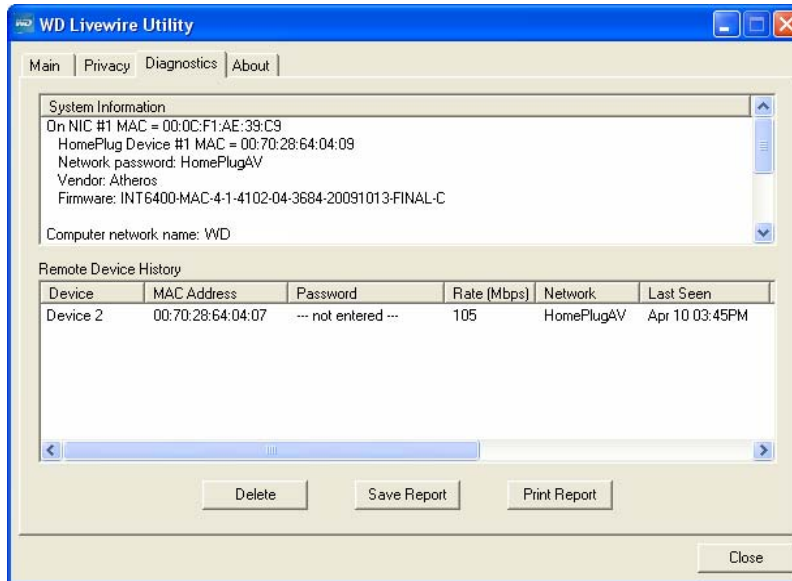 WD WD Livewire Utility
Main Privacy Diagnostics About
System Information
On NIC #1 MAC = 00:0C:F1:AE:39:C9
HomePlug Device #1 MAC = 00:70:28:64:04:09
Network password: HomePlugAV
Vendor: Atheros
Firmware: INT6400-MAC-4-1-4102-04-3684-20091013-FINAL-C
Computer network name: WD
Remote Device History
Device MAC Address Password Rate (Mbps) Network Last Seen
Device 2 00:70:28:64:04:07 --- not entered --- 105 HomePlugAV Apr 10 03:45PM
Delete Save Report Print Report
Close